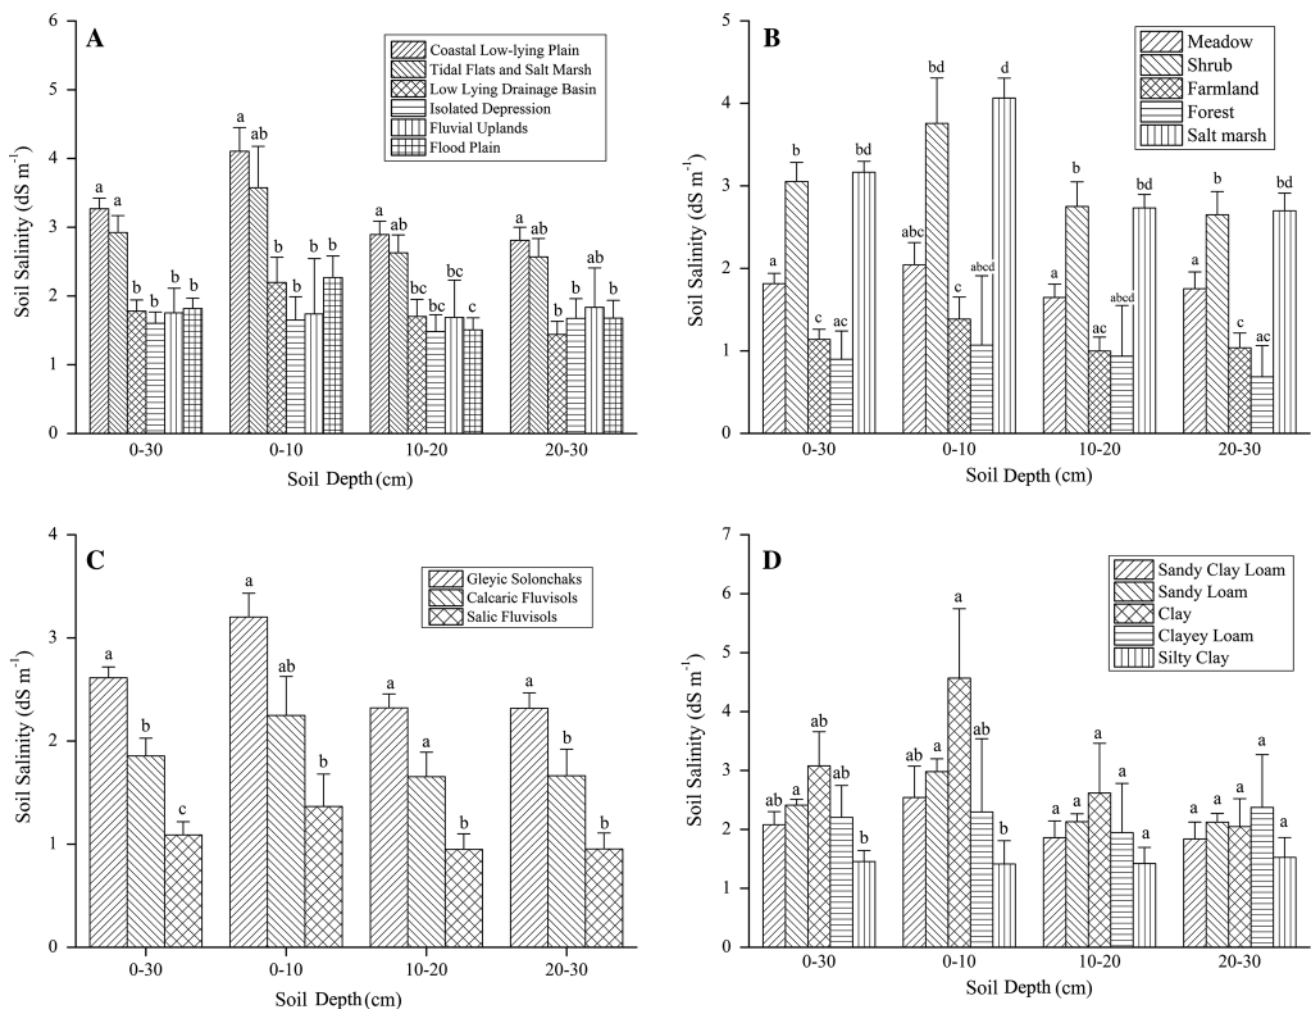 A
6
5
4
3
2
1
0
Soil Salinity (dS m⁻¹)
Coastal Low-lying Plain
Tidal Flats and Salt Marsh
Low Lying Drainage Basin
Isolated Depression
Fluvial Uplands
Flood Plain
a a b b b b
a ab b b b b
a ab bc bc bc c
a ab b b ab b
0-30 0-10 10-20 20-30
Soil Depth (cm)
B
5
4
3
2
1
0
Soil Salinity (dS m⁻¹)
Meadow
Shrub
Farmland
Forest
Salt marsh
a b c ac bd
abc bd c abcd d
a b ac abcd bd
a b c ac bd
0-30 0-10 10-20 20-30
Soil Depth (cm)
C
4
3
2
1
0
Soil Salinity (dS m⁻¹)
Gleyic Solonchaks
Calcaric Fluvisols
Salic Fluvisols
a b c
a ab b
a a b
a b b
0-30 0-10 10-20 20-30
Soil Depth (cm)
D
7
6
5
4
3
2
1
0
Soil Salinity (dS m⁻¹)
Sandy Clay Loam
Sandy Loam
Clay
Clayey Loam
Silty Clay
ab a ab ab b
ab a a ab b
a a a a a
a a a a a
0-30 0-10 10-20 20-30
Soil Depth (cm)